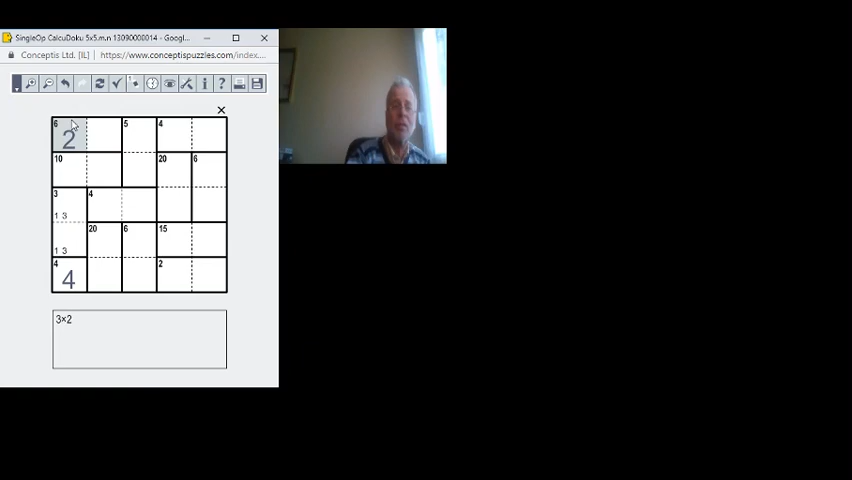 SingleOp CalcuDoku 5x5.m.n 13090000014 - Googl...
Conceptis Ltd. [IL] https://www.conceptispuzzles.com/index....
6 5 4
2
10 20 6
3 4
1 3
20 6 15
1 3
4 2
4
3×2